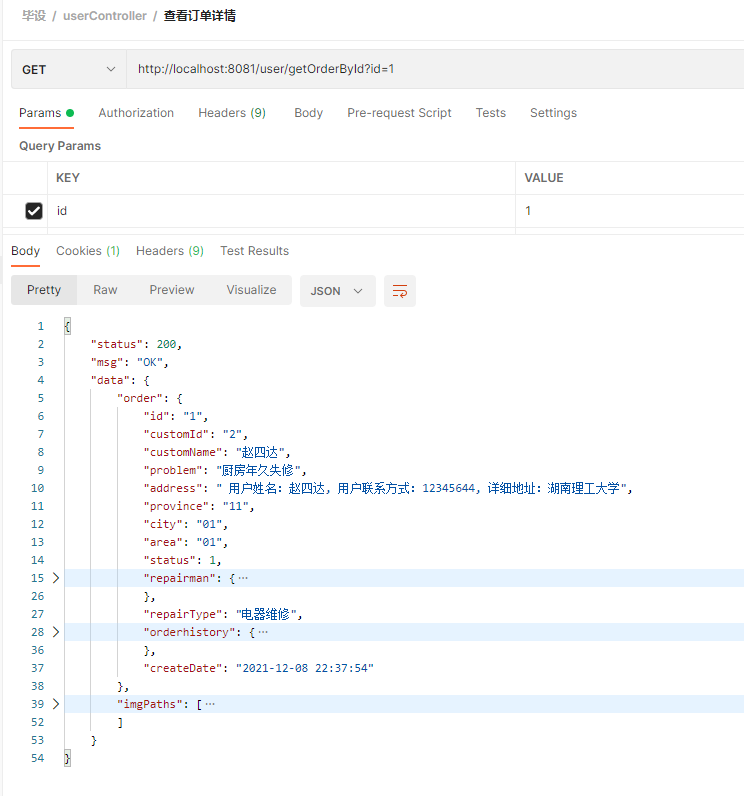 毕设 / userController / 查看订单详情
GET http://localhost:8081/user/getOrderById?id=1
Params Authorization Headers (9) Body Pre-request Script Tests Settings
Query Params
KEY VALUE
id 1
Body Cookies (1) Headers (9) Test Results
Pretty Raw Preview Visualize JSON
1 {
2 "status": 200,
3 "msg": "OK",
4 "data": {
5 "order": {
6 "id": "1",
7 "customId": "2",
8 "customName": "赵四达",
9 "problem": "厨房年久失修",
10 "address": " 用户姓名: 赵四达, 用户联系方式: 12345644, 详细地址: 湖南理工大学",
11 "province": "11",
12 "city": "01",
13 "area": "01",
14 "status": 1,
15 "repairman": {…
26 },
27 "repairType": "电器维修",
28 "orderhistory": {…
36 },
37 "createDate": "2021-12-08 22:37:54"
38 },
39 "imgPaths": […
52 ]
53 }
54 }